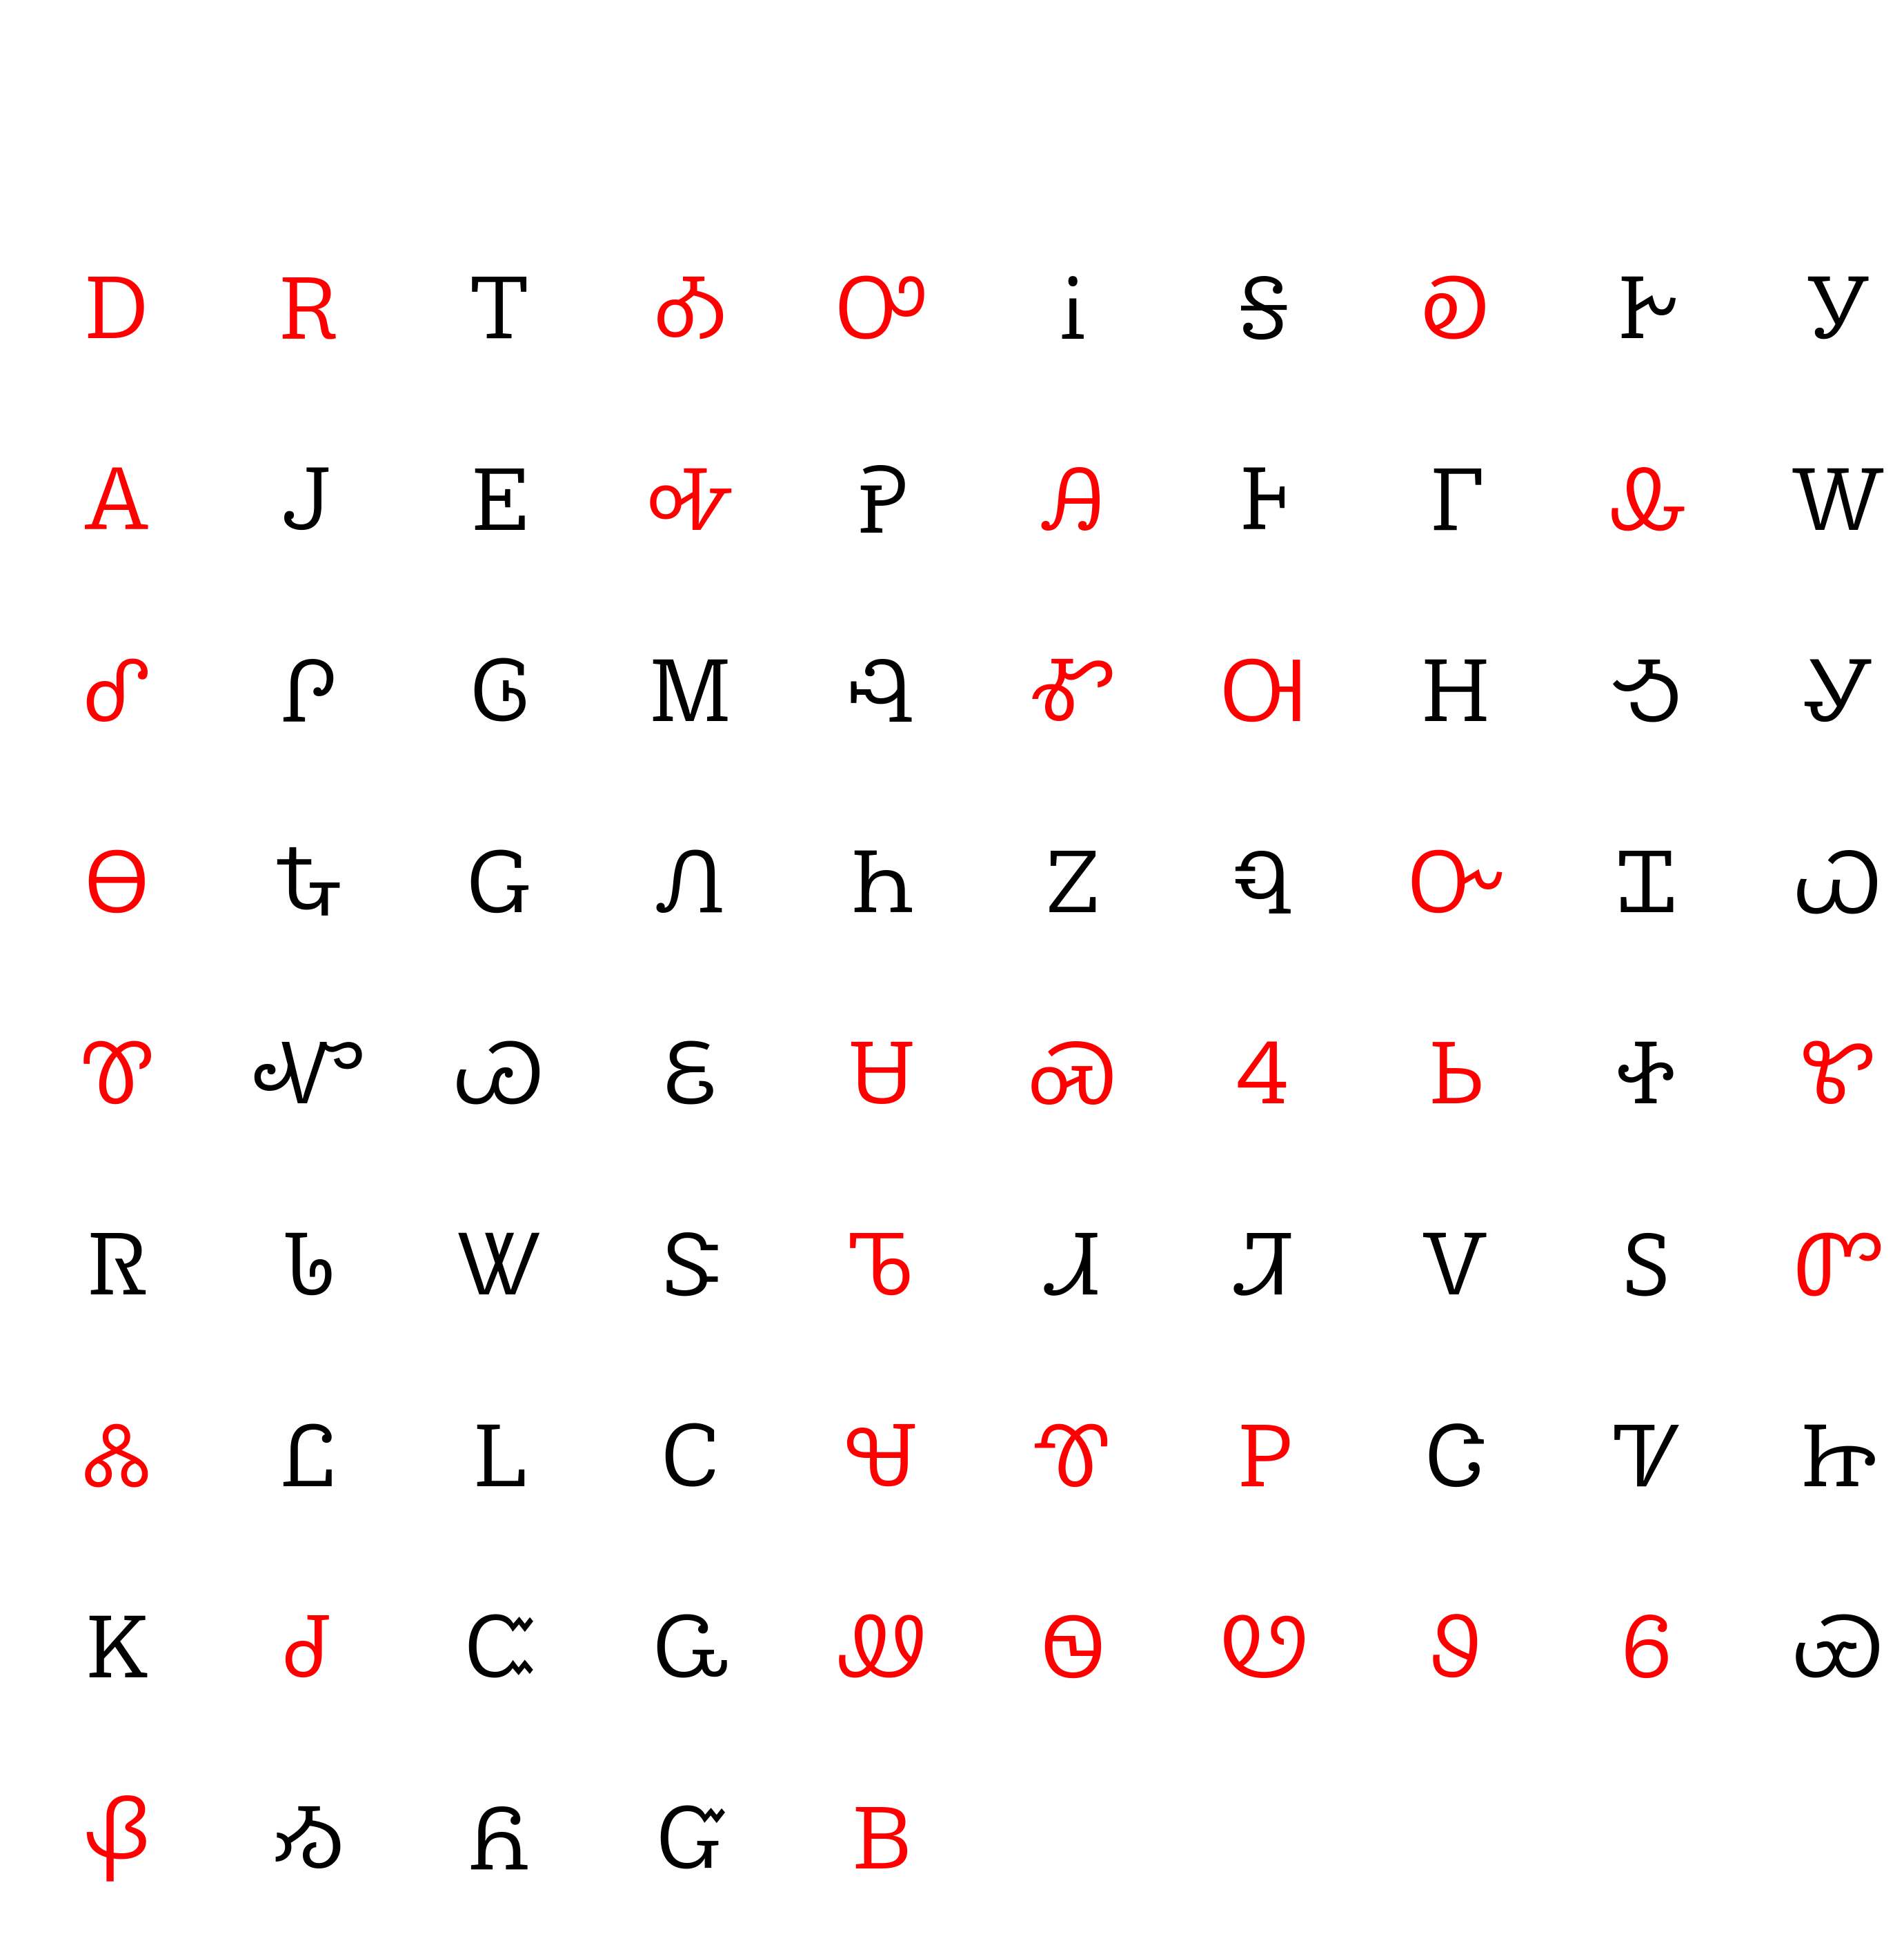 Ꭰ Ꭱ Ꭲ Ꭳ Ꭴ Ꭵ Ꭶ Ꭷ Ꭸ Ꭹ
Ꭺ Ꭻ Ꭼ Ꭽ Ꭾ Ꭿ Ꮀ Ꮁ Ꮂ Ꮃ
Ꮄ Ꮅ Ꮆ Ꮇ Ꮈ Ꮉ Ꮊ Ꮋ Ꮌ Ꮍ
Ꮎ Ꮏ Ꮐ Ꮑ Ꮒ Ꮓ Ꮔ Ꮕ Ꮖ Ꮗ
Ꮘ Ꮙ Ꮚ Ꮛ Ꮜ Ꮝ Ꮞ Ꮟ Ꮠ Ꮡ
Ꮢ Ꮣ Ꮤ Ꮥ Ꮦ Ꮧ Ꮨ Ꮩ Ꮪ Ꮫ
Ꮬ Ꮭ Ꮮ Ꮯ Ꮰ Ꮱ Ꮲ Ꮳ Ꮴ Ꮵ
Ꮶ Ꮷ Ꮸ Ꮹ Ꮺ Ꮻ Ꮼ Ꮽ Ꮾ Ꮿ
Ᏸ Ᏹ Ᏺ Ᏻ Ᏼ